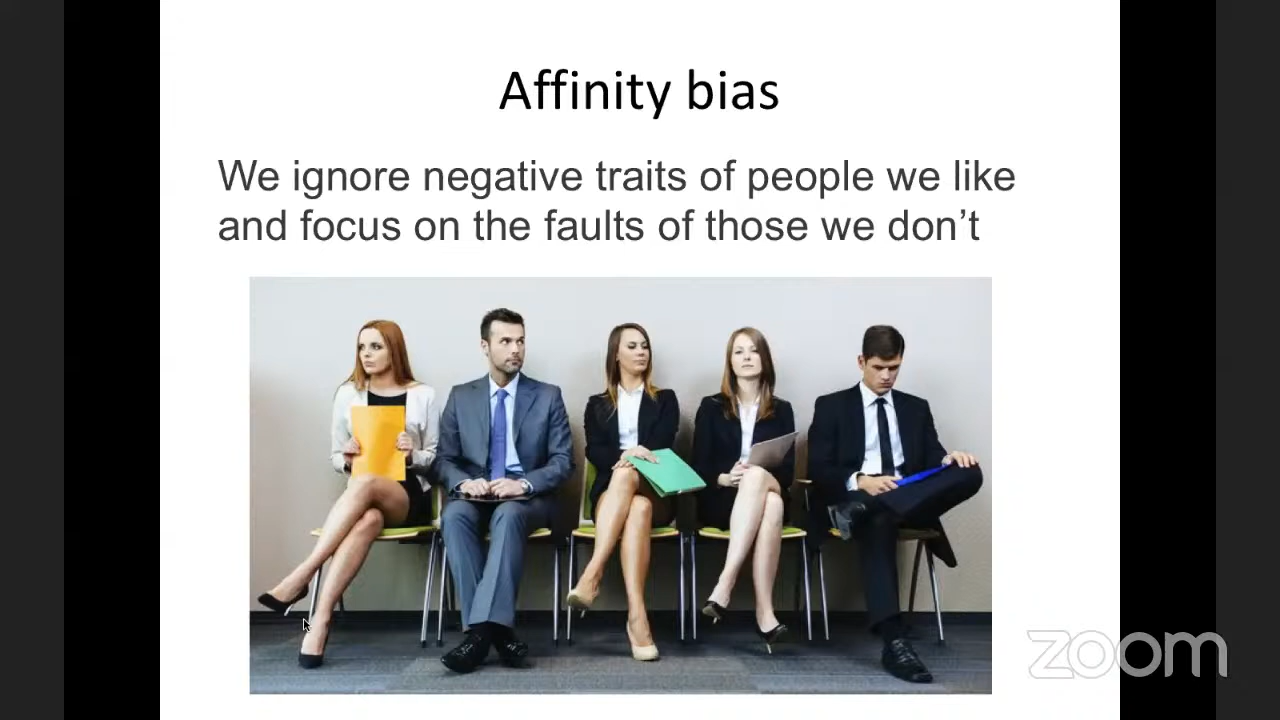 Affinity bias
We ignore negative traits of people we like
and focus on the faults of those we don’t
zoom